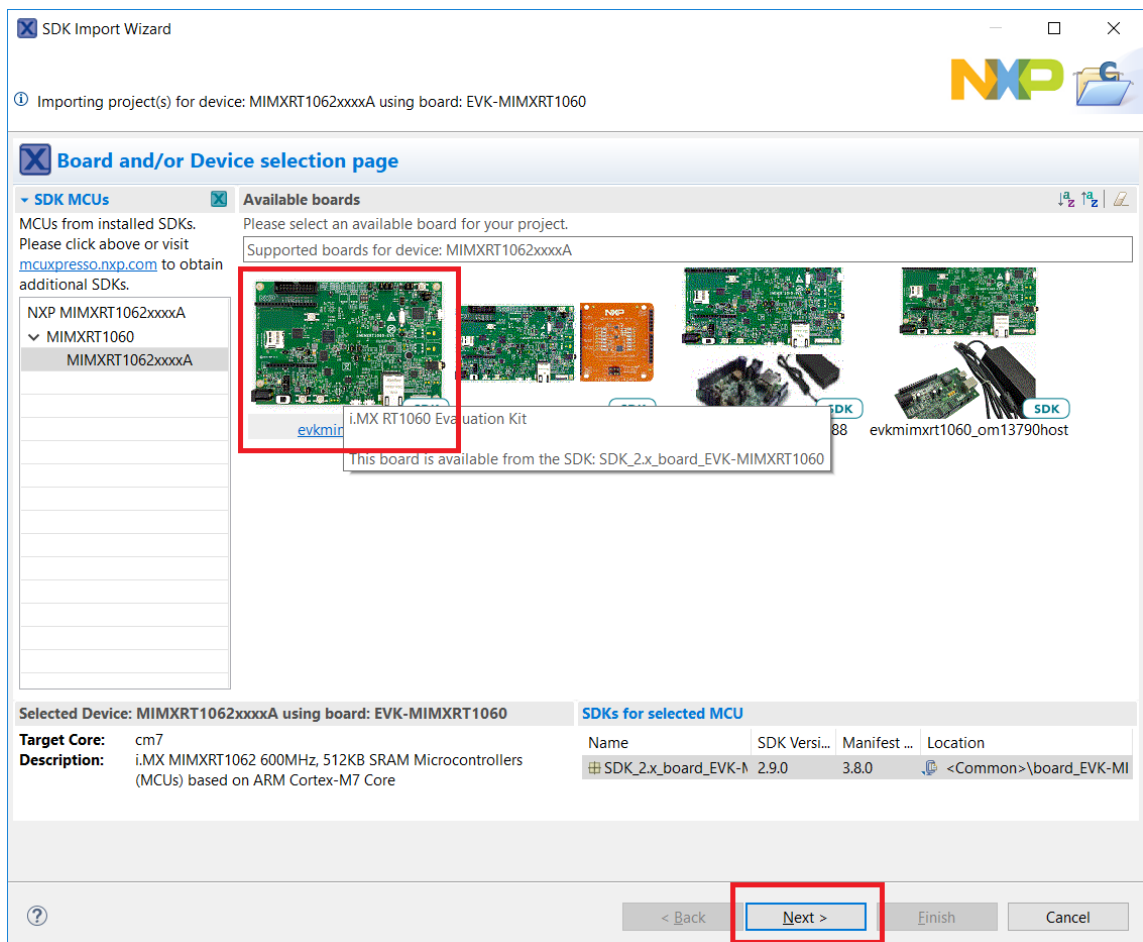 SDK Import Wizard
NXP
Importing project(s) for device: MIMXRT1062xxxxA using board: EVK-MIMXRT1060
Board and/or Device selection page
SDK MCUs
MCUs from installed SDKs.
Please click above or visit
mcuxpresso.nxp.com to obtain
additional SDKs.
NXP MIMXRT1062xxxxA
MIMXRT1060
MIMXRT1062xxxxA
Available boards
Please select an available board for your project.
Supported boards for device: MIMXRT1062xxxxA
NXP
SDK
SDK
evkmim
88
evkmimxrt1060_om13790host
i.MX RT1060 Evaluation Kit
This board is available from the SDK: SDK_2.x_board_EVK-MIMXRT1060
Selected Device: MIMXRT1062xxxxA using board: EVK-MIMXRT1060
Target Core: cm7
Description: i.MX MIMXRT1062 600MHz, 512KB SRAM Microcontrollers
(MCUs) based on ARM Cortex-M7 Core
SDKs for selected MCU
Name SDK Versi... Manifest ... Location
SDK_2.x_board_EVK-M 2.9.0 3.8.0 <Common>\board_EVK-MI
< Back Next > Finish Cancel